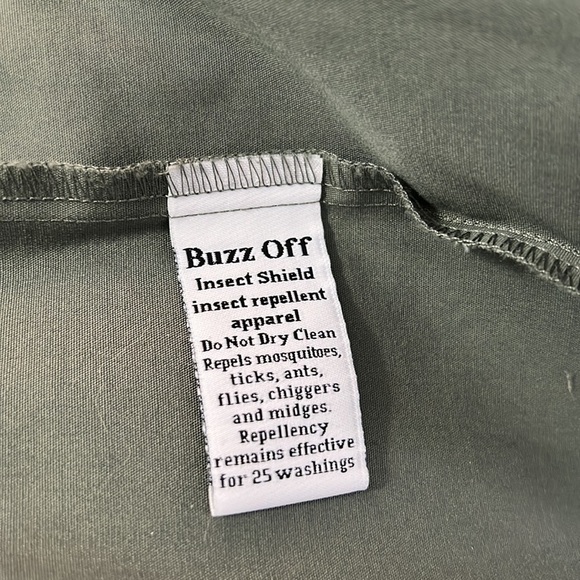 Buzz Off
Insect Shield
insect repellent
apparel
Do Not Dry Clean
Repels mosquitoes,
ticks, ants,
flies, chiggers
and midges.
Repellency
remains effective
for 25 washings